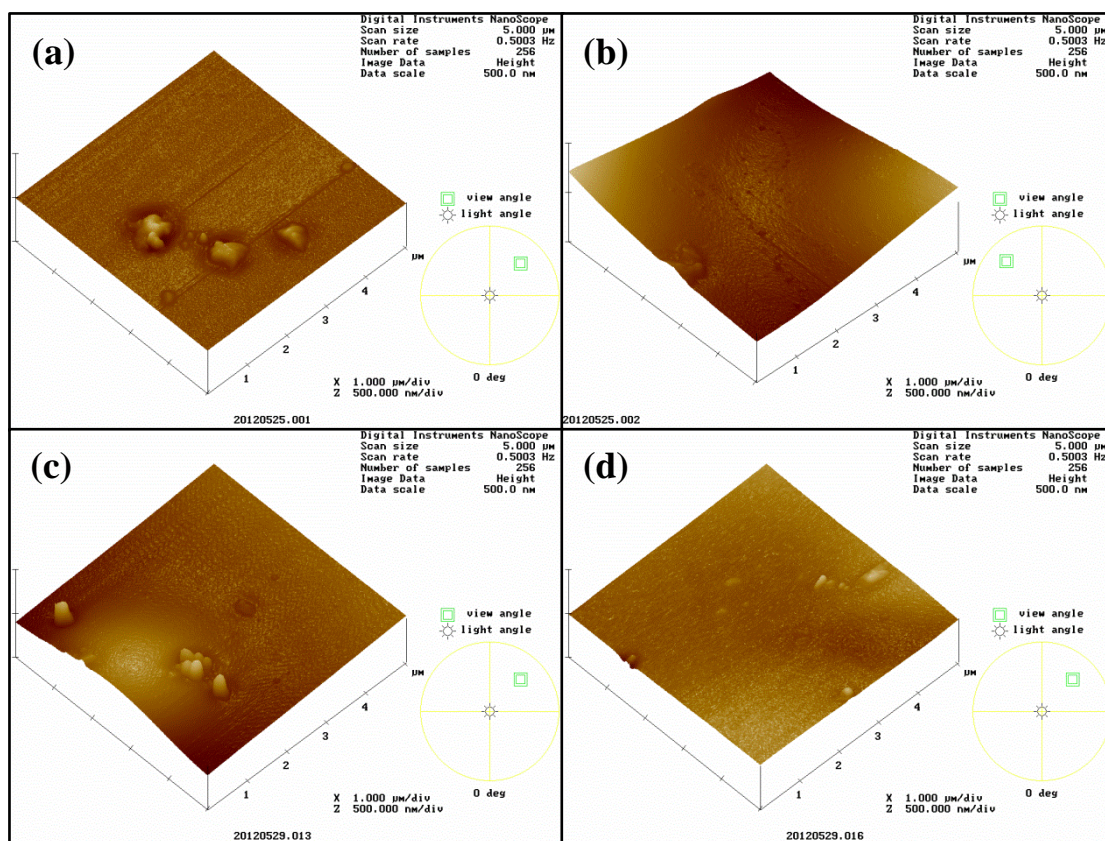 (a)
Digital Instruments NanoScope
Scan size 5.000 µm
Scan rate 0.5003 Hz
Number of samples 256
Image Data Height
Data scale 500.0 nm
view angle
light angle
µm
4
3
2
1
X 1.000 µm/div
Z 500.000 nm/div
0 deg
20120525.001
(b)
Digital Instruments NanoScope
Scan size 5.000 µm
Scan rate 0.5003 Hz
Number of samples 256
Image Data Height
Data scale 500.0 nm
view angle
light angle
µm
4
3
2
1
X 1.000 µm/div
Z 500.000 nm/div
0 deg
20120525.002
(c)
Digital Instruments NanoScope
Scan size 5.000 µm
Scan rate 0.5003 Hz
Number of samples 256
Image Data Height
Data scale 500.0 nm
view angle
light angle
µm
4
3
2
1
X 1.000 µm/div
Z 500.000 nm/div
0 deg
20120529.013
(d)
Digital Instruments NanoScope
Scan size 5.000 µm
Scan rate 0.5003 Hz
Number of samples 256
Image Data Height
Data scale 500.0 nm
view angle
light angle
µm
4
3
2
1
X 1.000 µm/div
Z 500.000 nm/div
0 deg
20120529.016